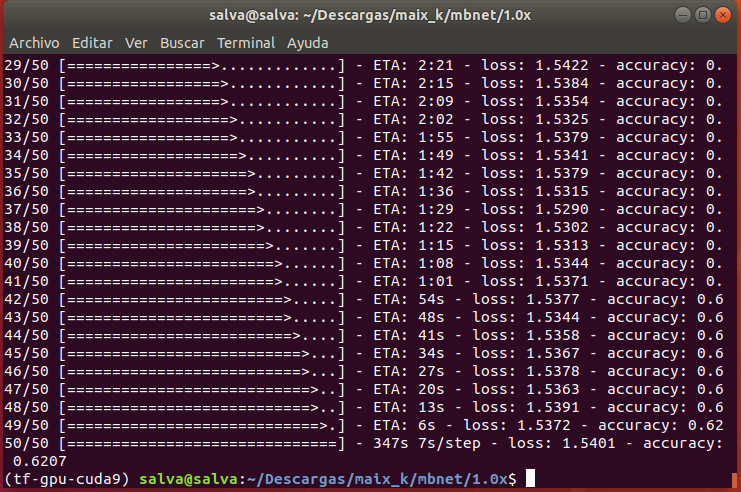 salva@salva: ~/Descargas/maix_k/mbnet/1.0x
Archivo Editar Ver Buscar Terminal Ayuda
29/50 [=================>.............] - ETA: 2:21 - loss: 1.5422 - accuracy: 0.
30/50 [=================>.............] - ETA: 2:15 - loss: 1.5384 - accuracy: 0.
31/50 [=================>.............] - ETA: 2:09 - loss: 1.5354 - accuracy: 0.
32/50 [==================>............] - ETA: 2:02 - loss: 1.5325 - accuracy: 0.
33/50 [==================>............] - ETA: 1:55 - loss: 1.5379 - accuracy: 0.
34/50 [===================>...........] - ETA: 1:49 - loss: 1.5341 - accuracy: 0.
35/50 [====================>..........] - ETA: 1:42 - loss: 1.5379 - accuracy: 0.
36/50 [====================>..........] - ETA: 1:36 - loss: 1.5315 - accuracy: 0.
37/50 [=====================>.........] - ETA: 1:29 - loss: 1.5290 - accuracy: 0.
38/50 [=====================>.........] - ETA: 1:22 - loss: 1.5302 - accuracy: 0.
39/50 [======================>........] - ETA: 1:15 - loss: 1.5313 - accuracy: 0.
40/50 [=======================>.......] - ETA: 1:08 - loss: 1.5344 - accuracy: 0.
41/50 [=======================>.......] - ETA: 1:01 - loss: 1.5371 - accuracy: 0.
42/50 [========================>.....] - ETA: 54s - loss: 1.5377 - accuracy: 0.6
43/50 [========================>.....] - ETA: 48s - loss: 1.5344 - accuracy: 0.6
44/50 [=========================>....] - ETA: 41s - loss: 1.5358 - accuracy: 0.6
45/50 [==========================>...] - ETA: 34s - loss: 1.5367 - accuracy: 0.6
46/50 [==========================>...] - ETA: 27s - loss: 1.5378 - accuracy: 0.6
47/50 [===========================>..] - ETA: 20s - loss: 1.5363 - accuracy: 0.6
48/50 [===========================>..] - ETA: 13s - loss: 1.5391 - accuracy: 0.6
49/50 [============================>.] - ETA: 6s - loss: 1.5372 - accuracy: 0.62
50/50 [==============================] - 347s 7s/step - loss: 1.5401 - accuracy:
0.6207
(tf-gpu-cuda9) salva@salva:~/Descargas/maix_k/mbnet/1.0x$